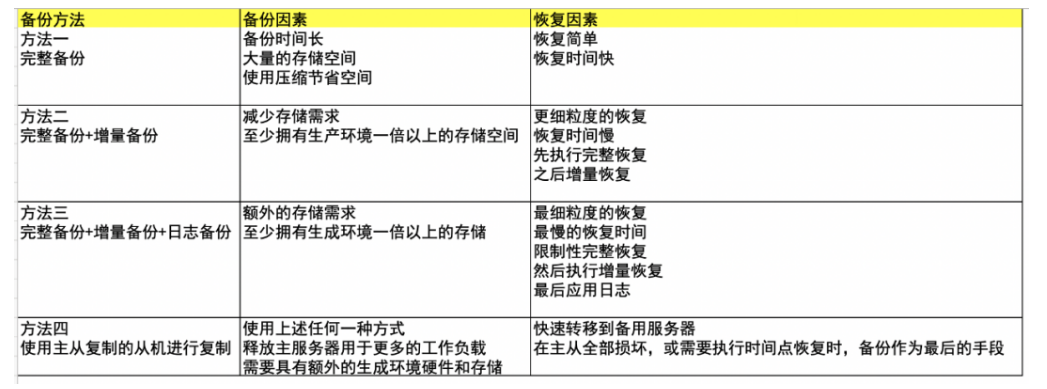 备份方法 备份因素 恢复因素
方法一 备份时间长 恢复简单
完整备份 大量的存储空间 恢复时间快
使用压缩节省空间
方法二 减少存储需求 更细粒度的恢复
完整备份+增量备份 至少拥有生产环境一倍以上的存储空间 恢复时间慢
先执行完整恢复
之后增量恢复
方法三 额外的存储需求 最细粒度的恢复
完整备份+增量备份+日志备份 至少拥有生成环境一倍以上的存储 最慢的恢复时间
限制性完整恢复
然后执行增量恢复
最后应用日志
方法四 使用上述任何一种方式 快速转移到备用服务器
使用主从复制的从机进行复制 释放主服务器用于更多的工作负载 在主从全部损坏，或需要执行时间点恢复时，备份作为最后的手段
需要具有额外的生成环境硬件和存储